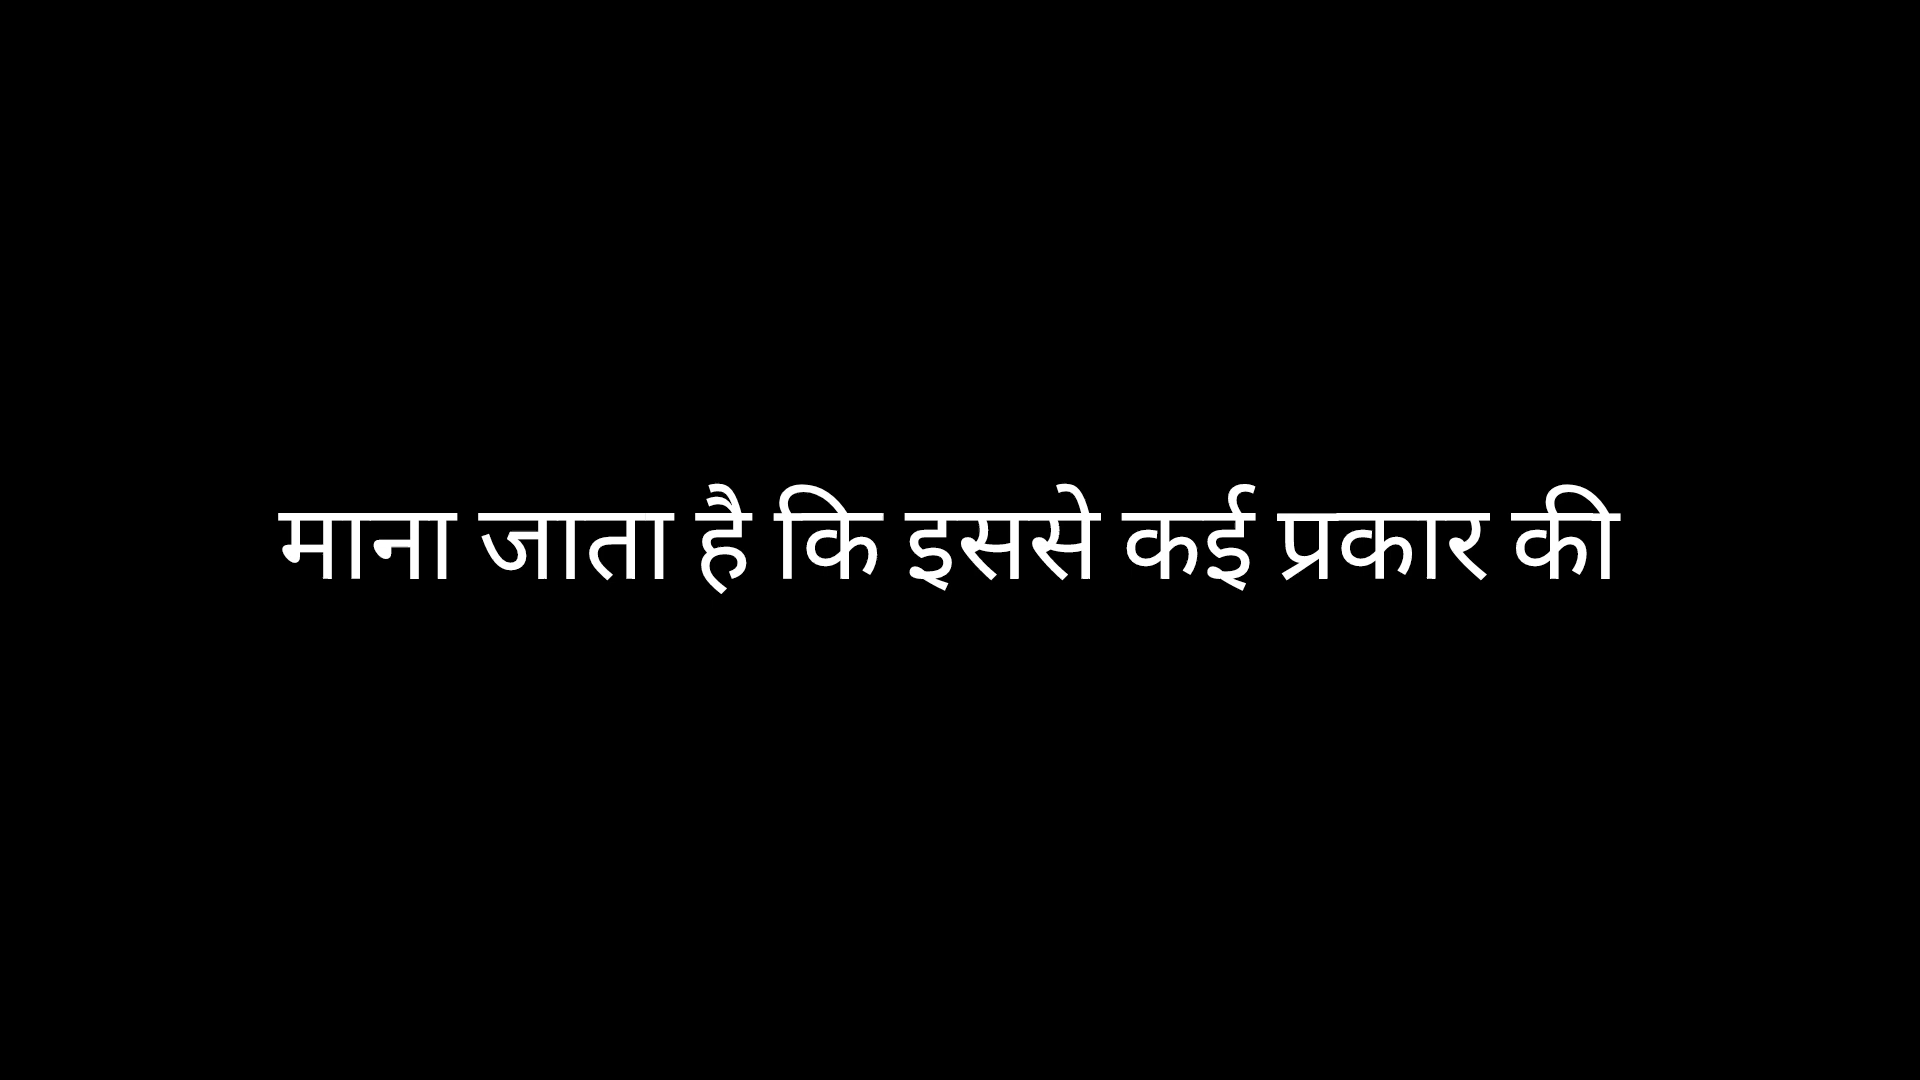 माना जाता है कि इससे कई प्रकार की